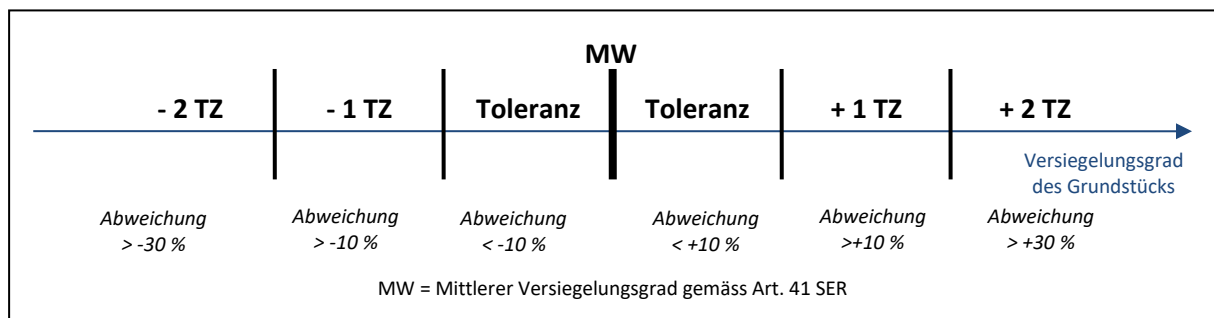 MW
- 2 TZ - 1 TZ Toleranz Toleranz + 1 TZ + 2 TZ
Versiegelungsgrad
des Grundstücks
Abweichung Abweichung Abweichung Abweichung Abweichung Abweichung
> -30 % > -10 % < -10 % < +10 % >+10 % > +30 %
MW = Mittlerer Versiegelungsgrad gemäss Art. 41 SER